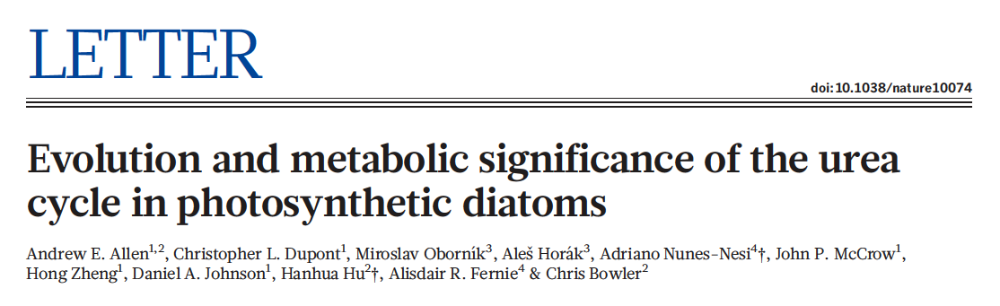 LETTER
doi:10.1038/nature10074
Evolution and metabolic significance of the urea
cycle in photosynthetic diatoms
Andrew E. Allen1,2, Christopher L. Dupont1, Miroslav Oborník3, Aleš Horák3, Adriano Nunes-Nesi4†, John P. McCrow1,
Hong Zheng1, Daniel A. Johnson1, Hanhua Hu2†, Alisdair R. Fernie4 & Chris Bowler2